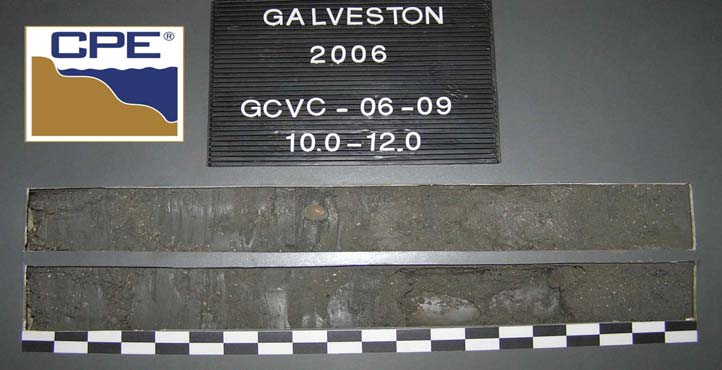 CPE®
GALVESTON
2006
GCVC-06-09
10.0-12.0